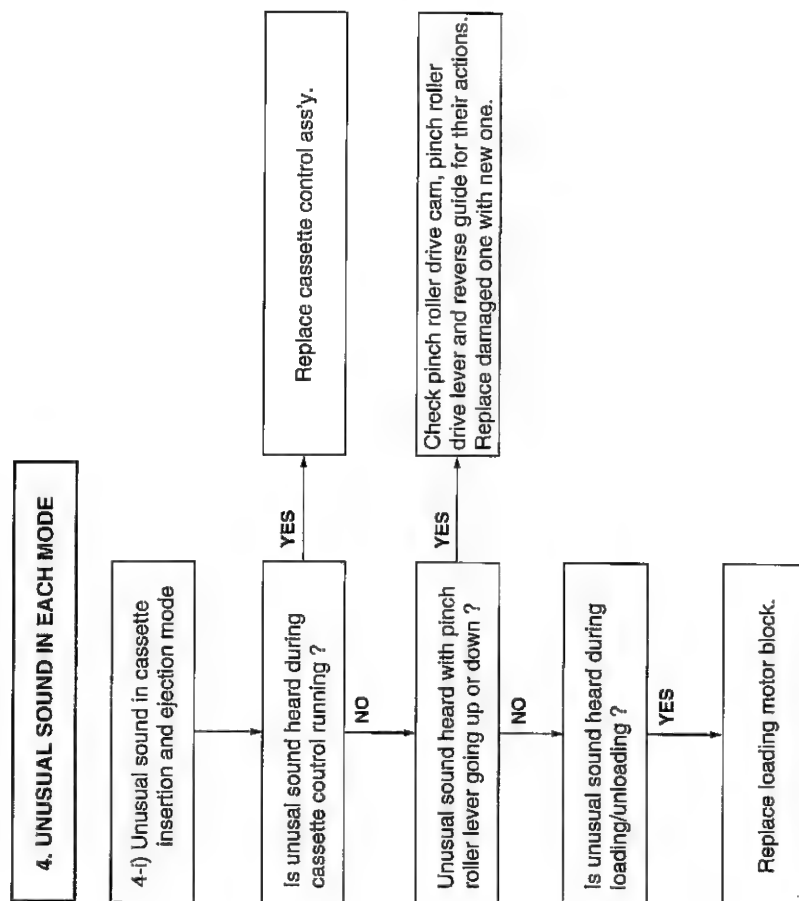 4. UNUSUAL SOUND IN EACH MODE
4-i) Unusual sound in cassette
insertion and ejection mode
Is unusal sound heard during
cassette coutrol running ?
YES
Replace cassette control ass'y.
NO
Unusual sound heard with pinch
roller lever going up or down ?
YES
Check pinch roller drive cam, pinch roller
drive lever and reverse guide for their actions.
Replace damaged one with new one.
NO
Is unusual sound heard during
loading/unloading ?
YES
Replace loading motor block.